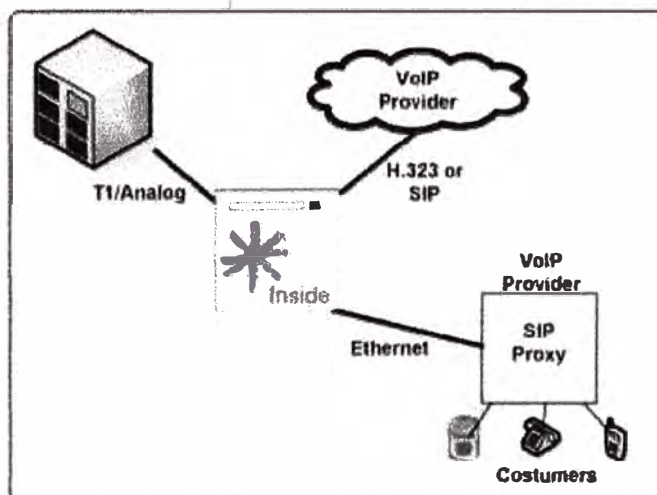 VoIP
Provider
T1/Analog
H.323 or
SIP
Inside
VoIP
Provider
SIP
Proxy
Ethernet
Costumers